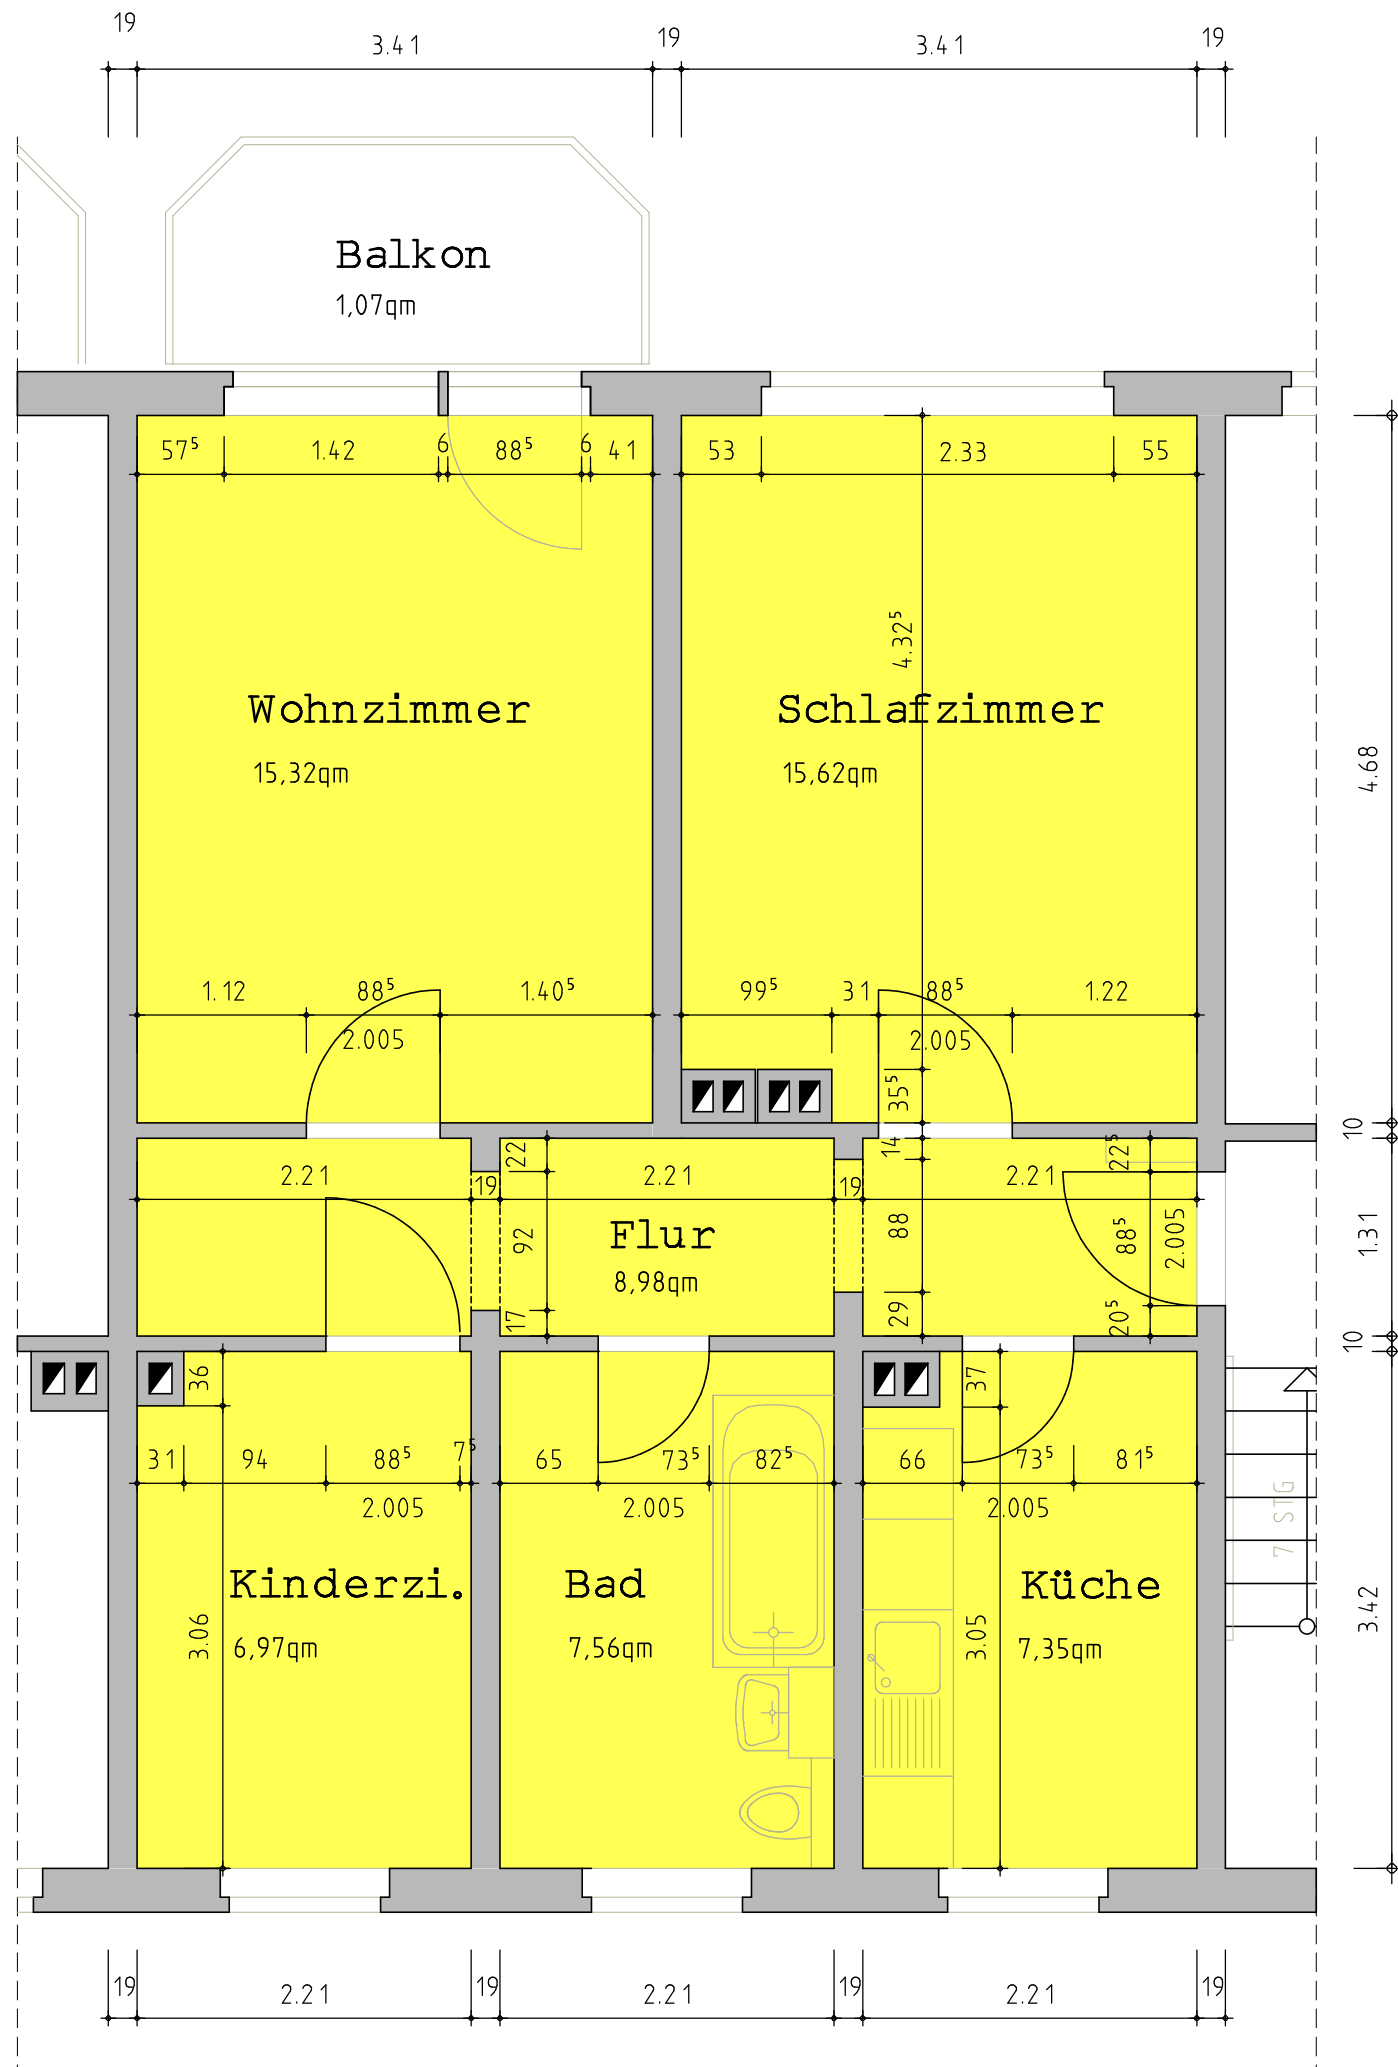 19 3.41 19 3.41 19
Balkon
1,07qm
57⁵ 1.42 6 88⁵ 6 41 53 2.33 55
4.32⁵
Wohnzimmer Schlafzimmer
15,32qm 15,62qm
4.68
1.12 88⁵ 1.40⁵ 99⁵ 31 88⁵ 1.22
2.005 2.005
35⁵
10
14
22 22⁵
2.21 19 2.21 19 2.21
92 88 88⁵ 2.005 1.31
Flur
8,98qm
17 29 20⁵
10
36 37
31 94 88⁵ 7⁵ 65 73⁵ 82⁵ 66 73⁵ 81⁵
2.005 2.005 2.005
7 STG
Kinderzi. Bad Küche
3.06 3.05 3.42
6,97qm 7,56qm 7,35qm
19 2.21 19 2.21 19 2.21 19